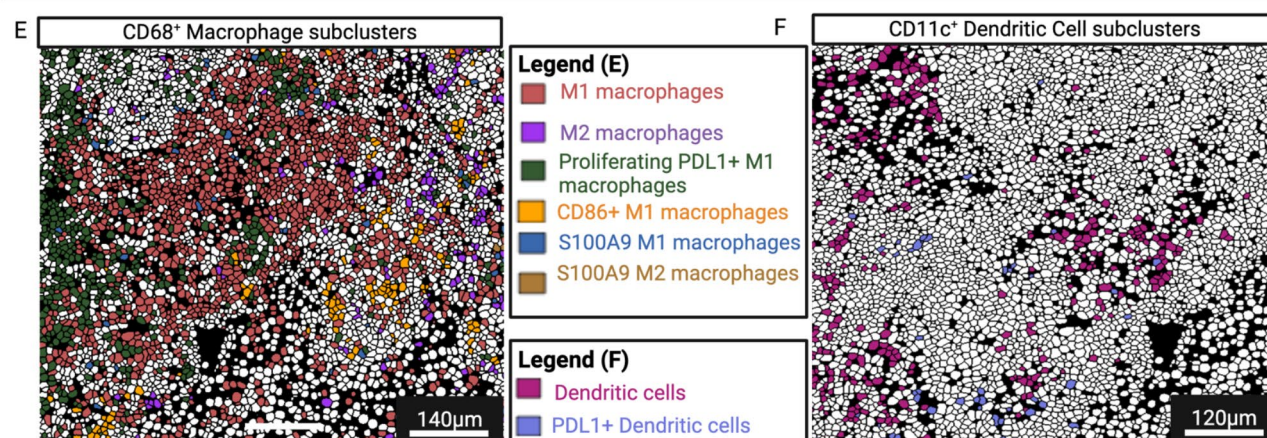 E
CD68⁺ Macrophage subclusters
Legend (E)
M1 macrophages
M2 macrophages
Proliferating PDL1+ M1
macrophages
CD86+ M1 macrophages
S100A9 M1 macrophages
S100A9 M2 macrophages
140µm
Legend (F)
Dendritic cells
PDL1+ Dendritic cells
F
CD11c⁺ Dendritic Cell subclusters
120µm